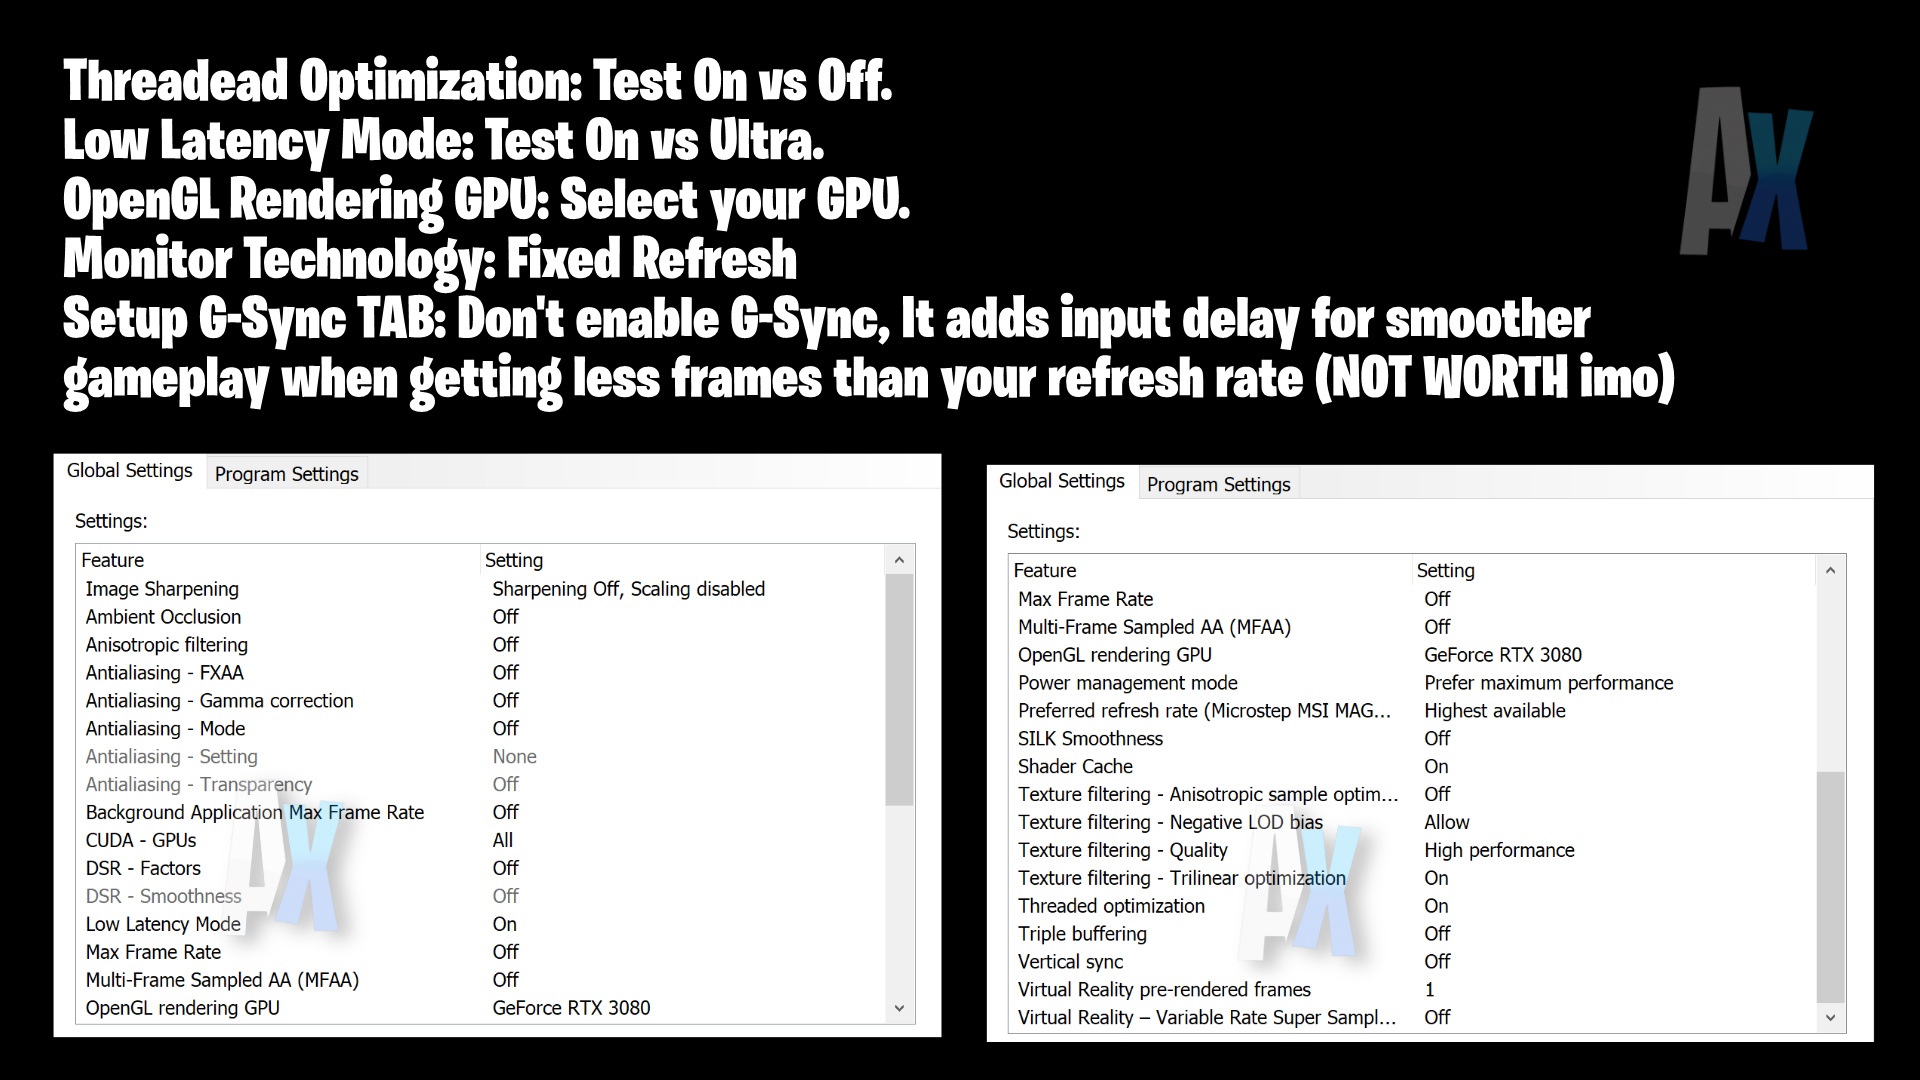 Threadead Optimization: Test On vs Off.
Low Latency Mode: Test On vs Ultra.
OpenGL Rendering GPU: Select your GPU.
Monitor Technology: Fixed Refresh
Setup G-Sync TAB: Don't enable G-Sync, It adds input delay for smoother
gameplay when getting less frames than your refresh rate (NOT WORTH imo)
AX
Global Settings Program Settings
Settings:
Feature Setting
Image Sharpening Sharpening Off, Scaling disabled
Ambient Occlusion Off
Anisotropic filtering Off
Antialiasing - FXAA Off
Antialiasing - Gamma correction Off
Antialiasing - Mode Off
Antialiasing - Setting None
Antialiasing - Transparency Off
Background Application Max Frame Rate Off
CUDA - GPUs All
DSR - Factors Off
DSR - Smoothness Off
Low Latency Mode On
Max Frame Rate Off
Multi-Frame Sampled AA (MFAA) Off
OpenGL rendering GPU GeForce RTX 3080
AX
Global Settings Program Settings
Settings:
Feature Setting
Max Frame Rate Off
Multi-Frame Sampled AA (MFAA) Off
OpenGL rendering GPU GeForce RTX 3080
Power management mode Prefer maximum performance
Preferred refresh rate (Microstep MSI MAG... Highest available
SILK Smoothness Off
Shader Cache On
Texture filtering - Anisotropic sample optim... Off
Texture filtering - Negative LOD bias Allow
Texture filtering - Quality High performance
Texture filtering - Trilinear optimization On
Threaded optimization On
Triple buffering Off
Vertical sync Off
Virtual Reality pre-rendered frames 1
Virtual Reality – Variable Rate Super Sampl... Off
AX